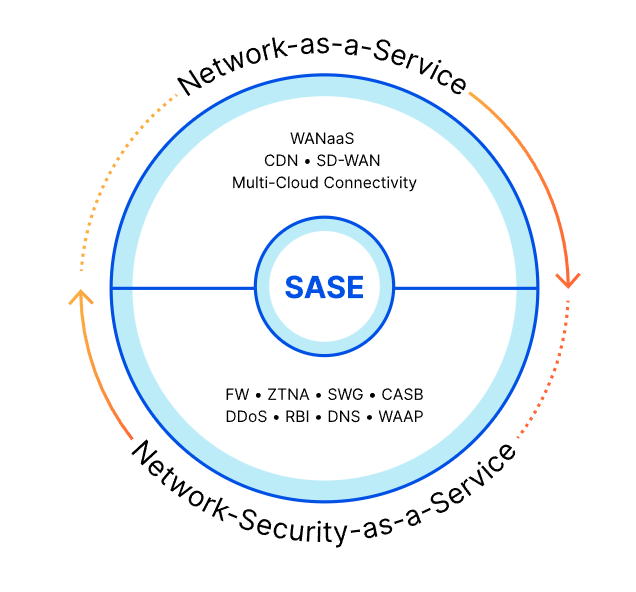 Network-as-a-Service
WANaaS
CDN • SD-WAN
Multi-Cloud Connectivity
SASE
FW • ZTNA • SWG • CASB
DDoS • RBI • DNS • WAAP
Network-Security-as-a-Service